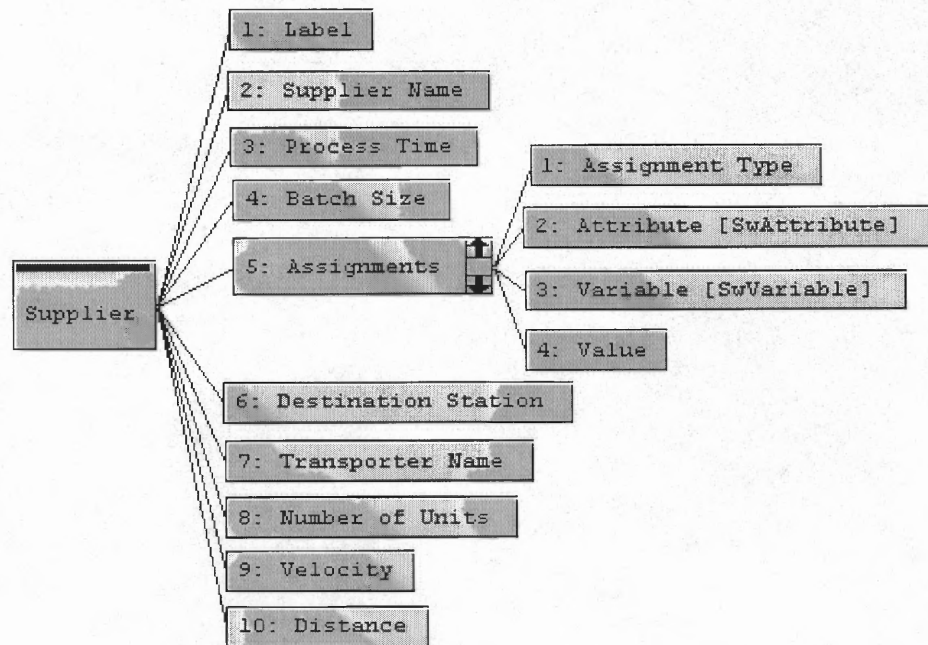 1: Label
2: Supplier Name
3: Process Time
4: Batch Size
5: Assignments
1: Assignment Type
2: Attribute [SwAttribute]
3: Variable [SwVariable]
4: Value
Supplier
6: Destination Station
7: Transporter Name
8: Number of Units
9: Velocity
10: Distance